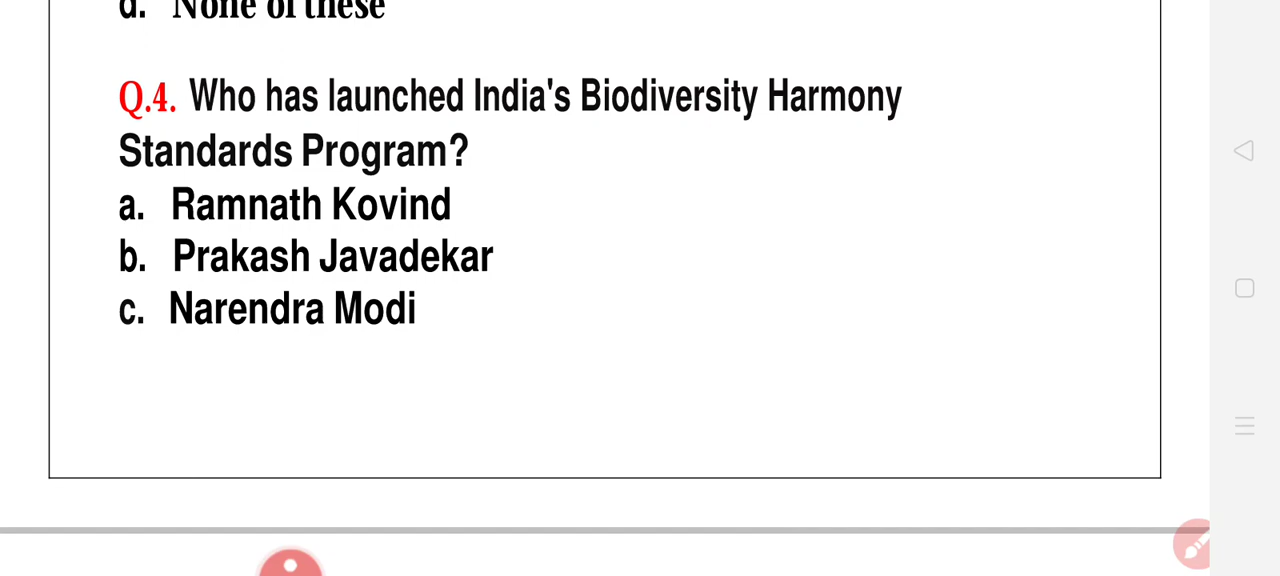 d. None of these
Q.4. Who has launched India's Biodiversity Harmony
Standards Program?
a. Ramnath Kovind
b. Prakash Javadekar
c. Narendra Modi